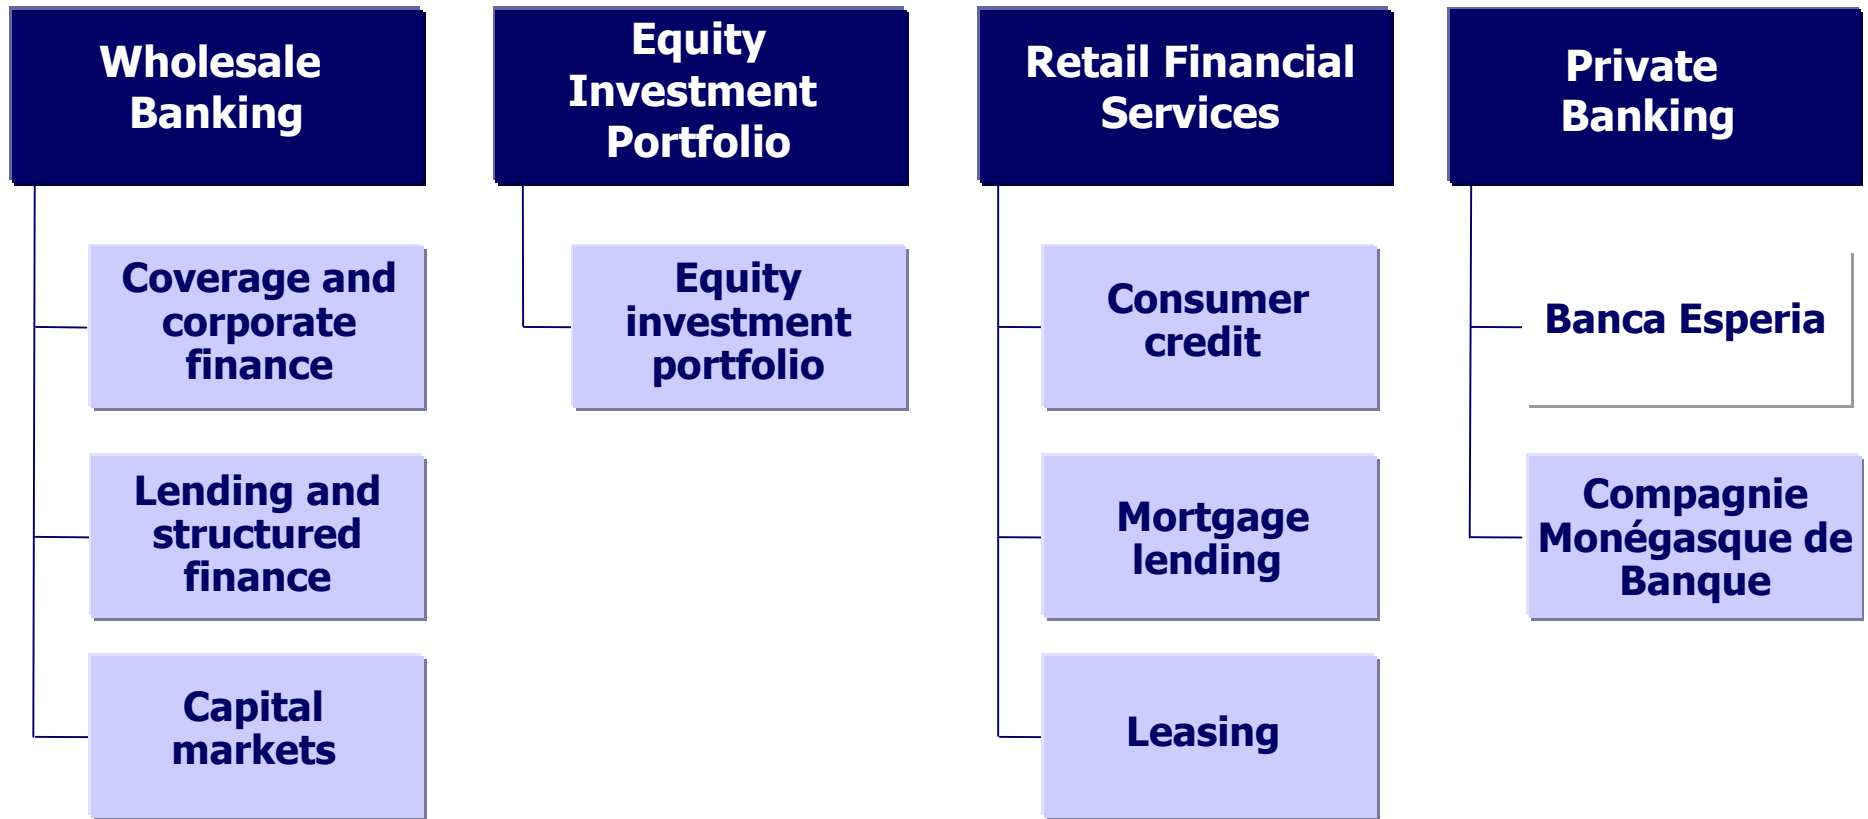 Wholesale
Banking
Coverage and
corporate
finance
Lending and
structured
finance
Capital
markets
Equity
Investment
Portfolio
Equity
investment
portfolio
Retail Financial
Services
Consumer
credit
Mortgage
lending
Leasing
Private
Banking
Banca Esperia
Compagnie
Monégasque de
Banque